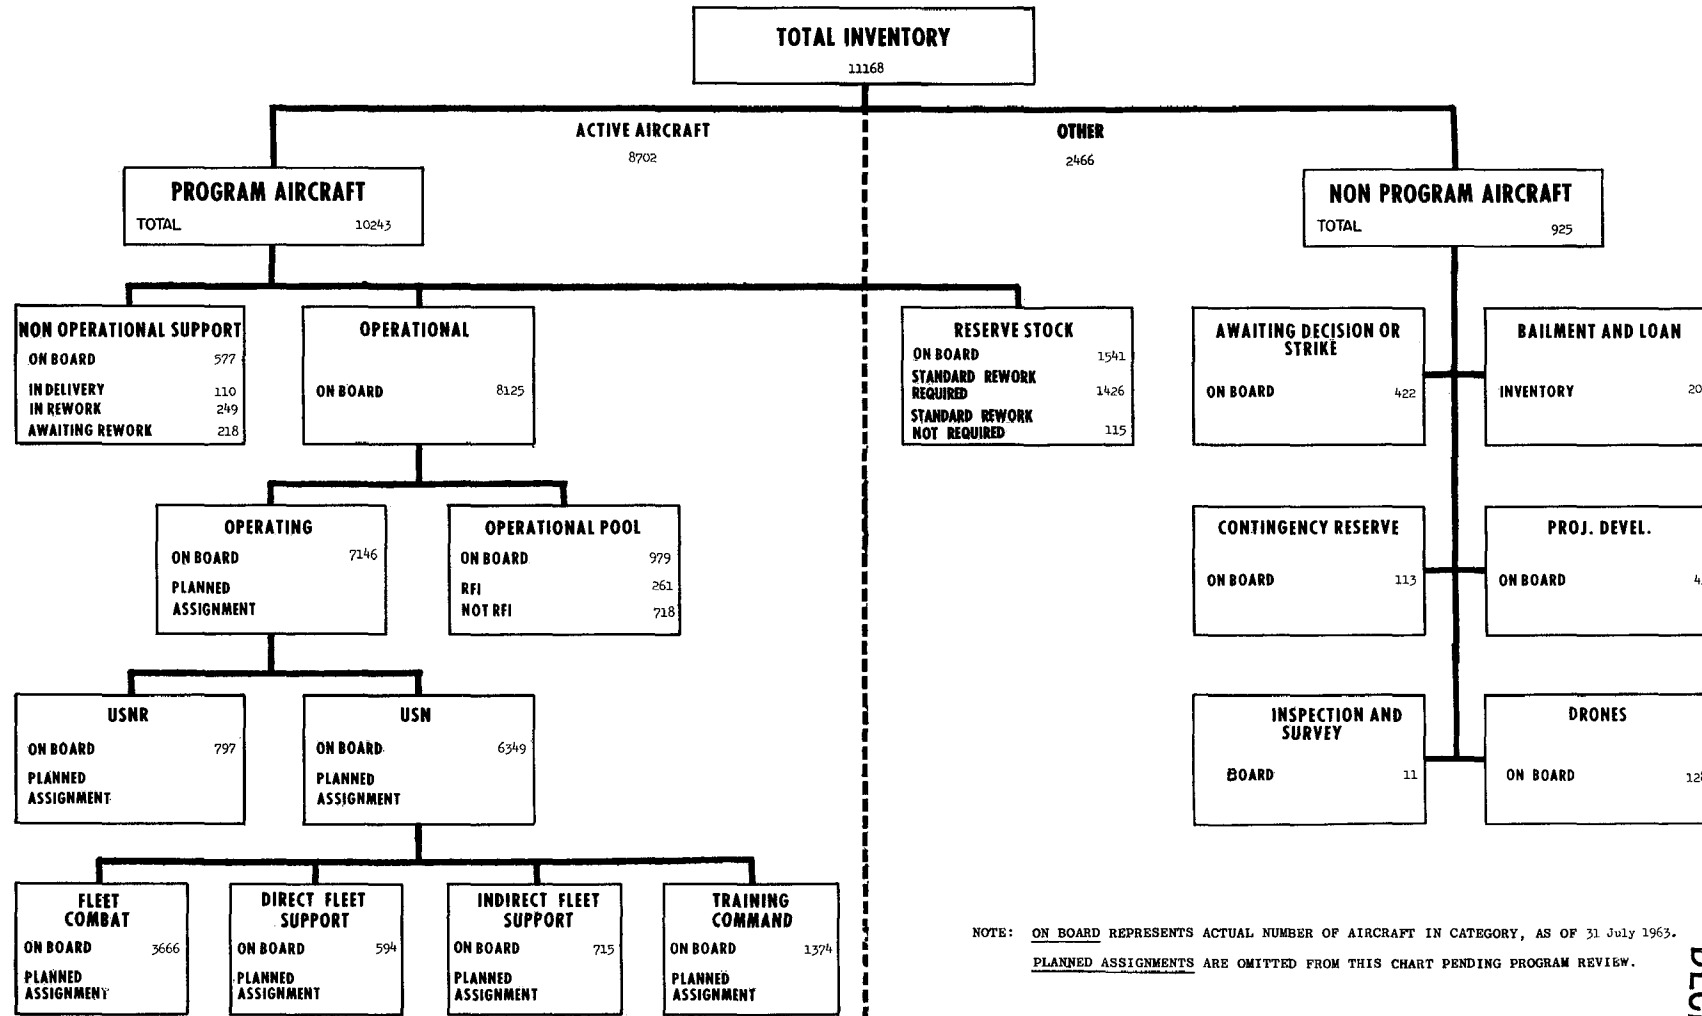 TOTAL INVENTORY
11168
ACTIVE AIRCRAFT
8702
OTHER
2466
PROGRAM AIRCRAFT
TOTAL 10243
NON PROGRAM AIRCRAFT
TOTAL 925
NON OPERATIONAL SUPPORT
ON BOARD 577
IN DELIVERY 110
IN REWORK 249
AWAITING REWORK 218
OPERATIONAL
ON BOARD 8125
RESERVE STOCK
ON BOARD 1541
STANDARD REWORK
REQUIRED 1426
STANDARD REWORK
NOT REQUIRED 115
AWAITING DECISION OR
STRIKE
ON BOARD 422
BAILMENT AND LOAN
INVENTORY
OPERATING
ON BOARD 7146
PLANNED
ASSIGNMENT
OPERATIONAL POOL
ON BOARD 979
RFI 261
NOT RFI 718
CONTINGENCY RESERVE
ON BOARD 113
PROJ. DEVEL.
ON BOARD
USNR
ON BOARD 797
PLANNED
ASSIGNMENT
USN
ON BOARD 6349
PLANNED
ASSIGNMENT
INSPECTION AND
SURVEY
BOARD 11
DRONES
ON BOARD
FLEET
COMBAT
ON BOARD 3666
PLANNED
ASSIGNMENT
DIRECT FLEET
SUPPORT
ON BOARD 594
PLANNED
ASSIGNMENT
INDIRECT FLEET
SUPPORT
ON BOARD 715
PLANNED
ASSIGNMENT
TRAINING
COMMAND
ON BOARD 1374
PLANNED
ASSIGNMENT
NOTE: ON BOARD REPRESENTS ACTUAL NUMBER OF AIRCRAFT IN CATEGORY, AS OF 31 July 1963.
PLANNED ASSIGNMENTS ARE OMITTED FROM THIS CHART PENDING PROGRAM REVIEW.